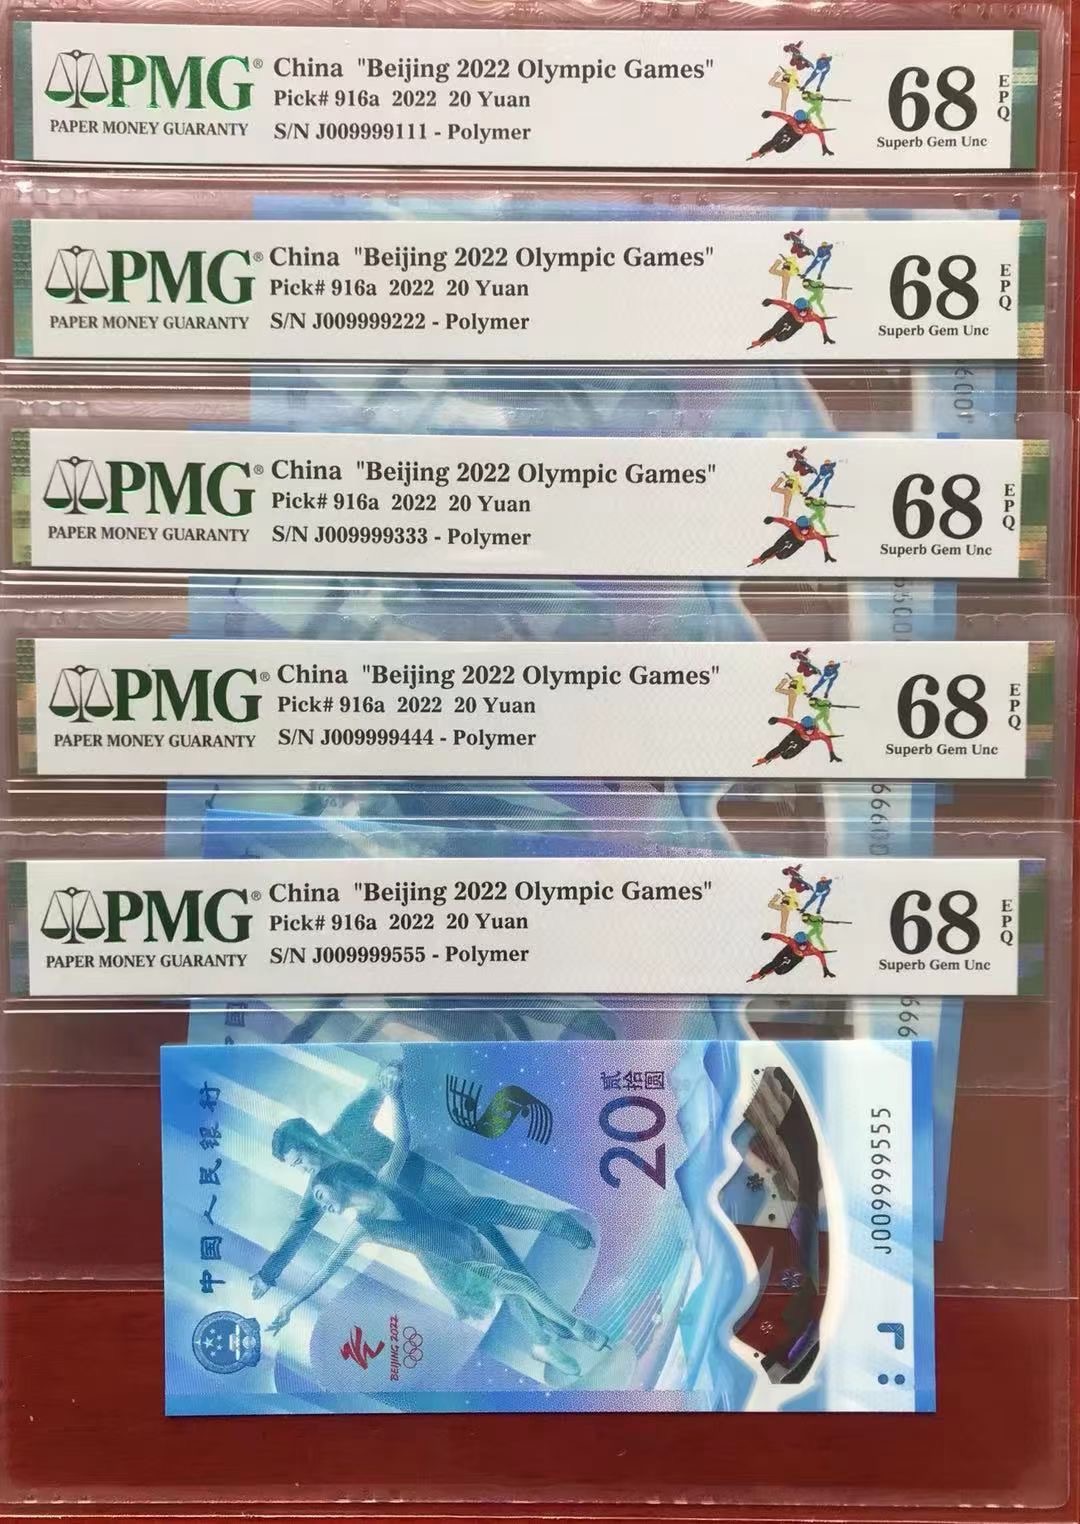 PMG®
PAPER MONEY GUARANTY
China "Beijing 2022 Olympic Games"
Pick# 916a 2022 20 Yuan
S/N J009999111 - Polymer
68
EPQ
Superb Gem Unc
PMG®
PAPER MONEY GUARANTY
China "Beijing 2022 Olympic Games"
Pick# 916a 2022 20 Yuan
S/N J009999222 - Polymer
68
EPQ
Superb Gem Unc
PMG®
PAPER MONEY GUARANTY
China "Beijing 2022 Olympic Games"
Pick# 916a 2022 20 Yuan
S/N J009999333 - Polymer
68
EPQ
Superb Gem Unc
PMG®
PAPER MONEY GUARANTY
China "Beijing 2022 Olympic Games"
Pick# 916a 2022 20 Yuan
S/N J009999444 - Polymer
68
EPQ
Superb Gem Unc
PMG®
PAPER MONEY GUARANTY
China "Beijing 2022 Olympic Games"
Pick# 916a 2022 20 Yuan
S/N J009999555 - Polymer
68
EPQ
Superb Gem Unc
中国人民银行
BEIJING 2022
20
贰拾圆
J009999555